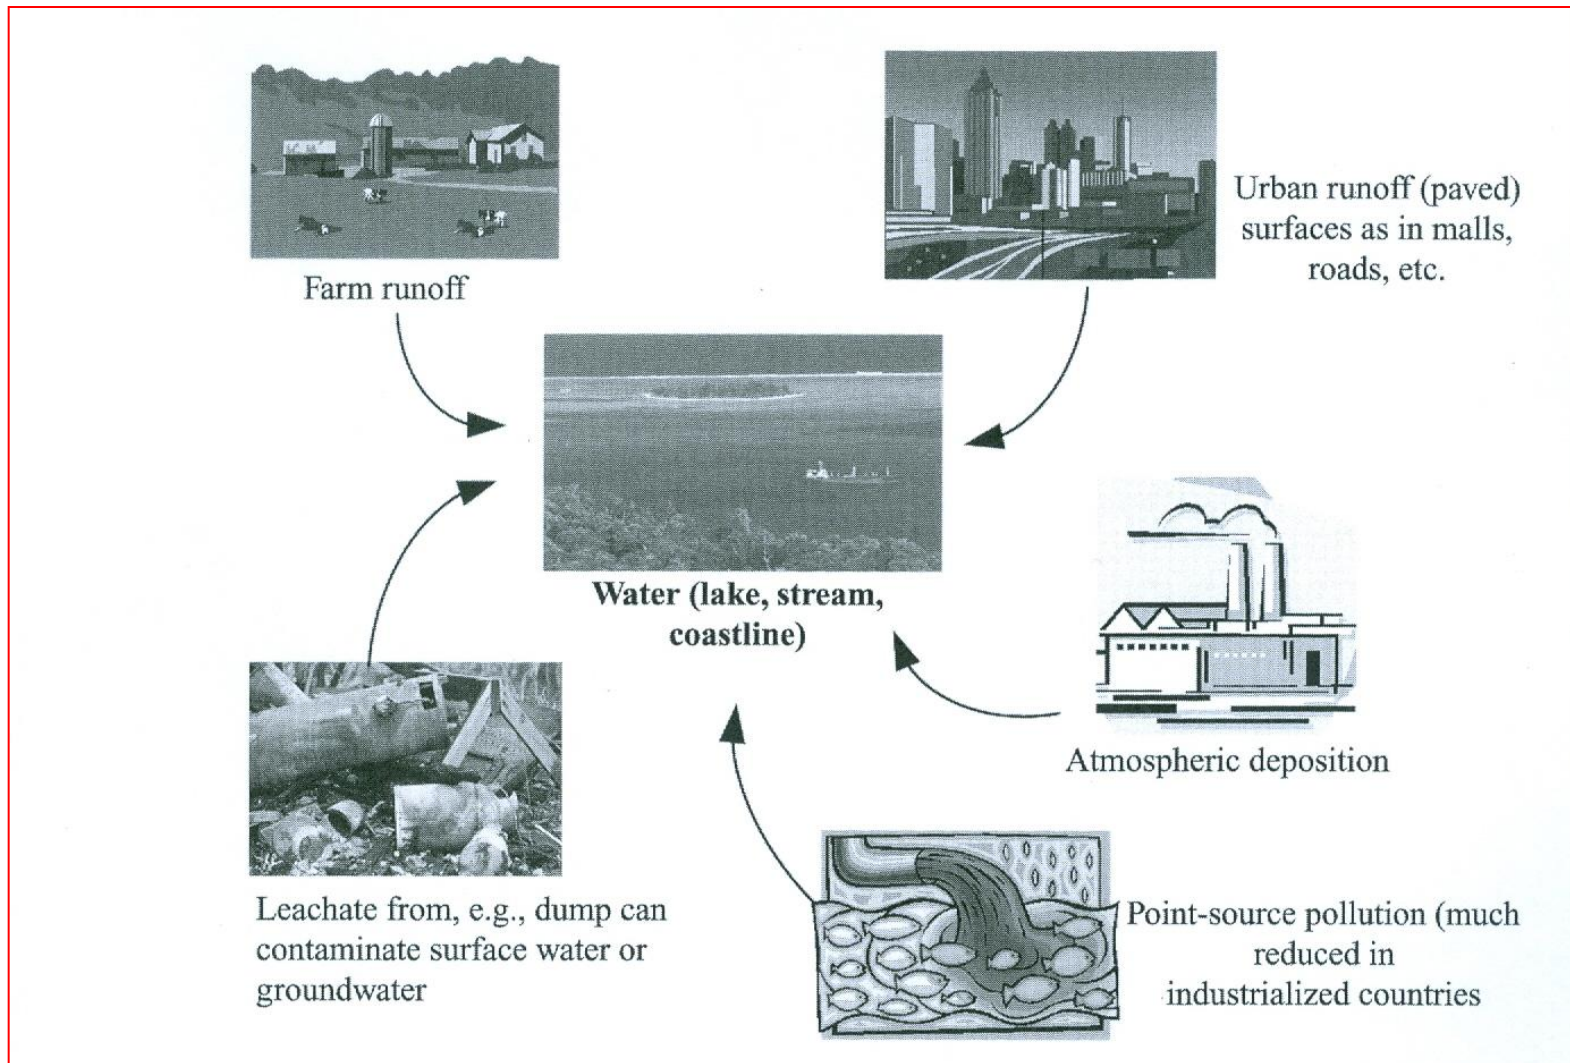 Farm runoff
Urban runoff (paved)
surfaces as in malls,
roads, etc.
Water (lake, stream,
coastline)
Atmospheric deposition
Leachate from, e.g., dump can
contaminate surface water or
groundwater
Point-source pollution (much
reduced in
industrialized countries